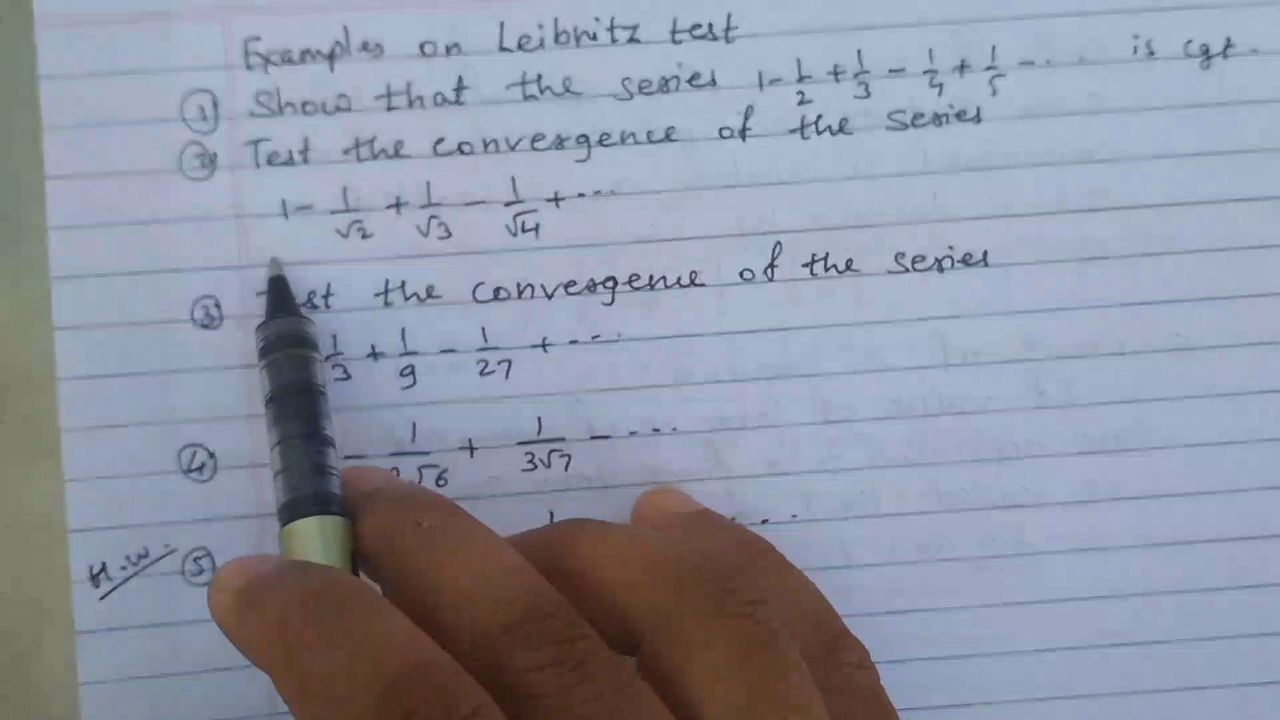 Examples on Leibnitz test
① Show that the series 1 - 1/2 + 1/3 - 1/4 + 1/5 - ... is cgt.
② Test the convergence of the series
1 - 1/√2 + 1/√3 - 1/√4 + ...
③ the convergence of the series
1/3 + 1/9 - 1/27 + ...
④ - 1/√6 + 1/3√7 - ...
H.W. ⑤ ...